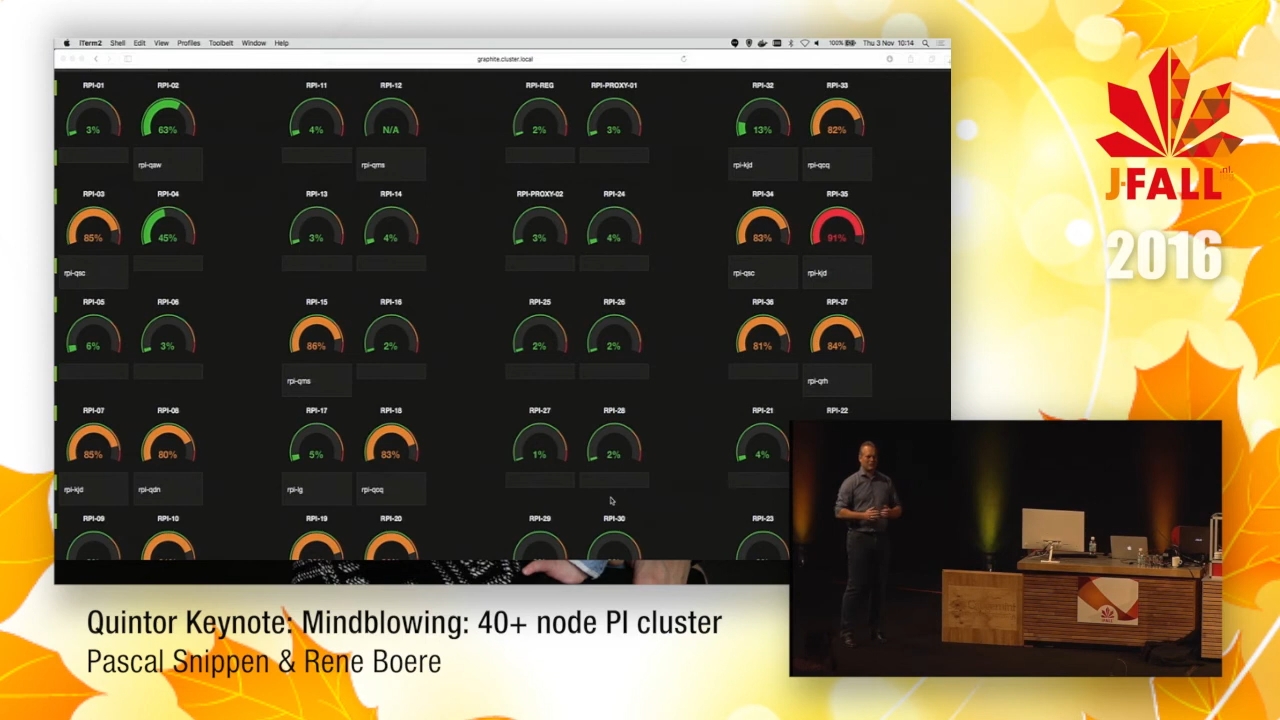 iTerm2 Shell Edit View Profiles Toolbelt Window Help 100% Thu 3 Nov 10:14
graphite.cluster.local
RPI-01 RPI-02 RPI-11 RPI-12 RPI-REG RPI-PROXY-01 RPI-32 RPI-33
3% 63% 4% N/A 2% 3% 13% 82%
rpi-qaw rpi-qms rpi-kjd rpi-qcq
RPI-03 RPI-04 RPI-13 RPI-14 RPI-PROXY-02 RPI-24 RPI-34 RPI-35
85% 45% 3% 4% 3% 4% 83% 91%
rpi-qsc rpi-qsc rpi-kjd
RPI-05 RPI-06 RPI-15 RPI-16 RPI-25 RPI-26 RPI-36 RPI-37
6% 3% 86% 2% 2% 2% 81% 84%
rpi-qms rpi-qrh
RPI-07 RPI-08 RPI-17 RPI-18 RPI-27 RPI-28 RPI-21 RPI-22
85% 80% 5% 83% 1% 2% 4%
rpi-kjd rpi-qdn rpi-lg rpi-qcq
RPI-09 RPI-10 RPI-19 RPI-20 RPI-29 RPI-30 RPI-23
J-FALL.nl
2016
Quintor Keynote: Mindblowing: 40+ node PI cluster
Pascal Snippen & Rene Boere